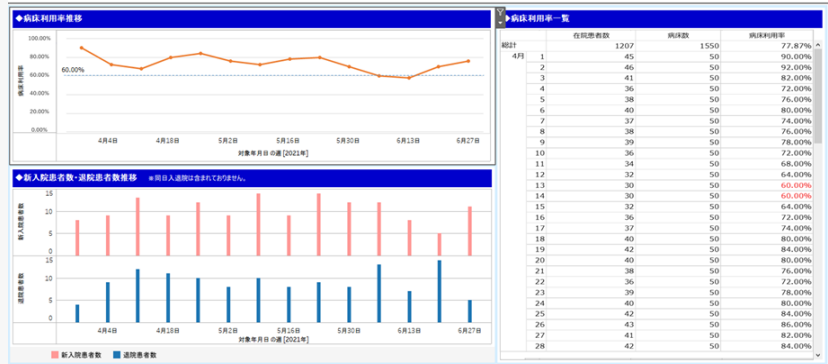 ◆病床利用率推移
100.00%
80.00%
60.00%
60.00%
40.00%
20.00%
0.00%
病床利用率
4月4日 4月18日 5月2日 5月16日 5月30日 6月13日 6月27日
対象年月日の週 [2021年]
◆新入院患者数・退院患者数推移 ※同日入退院は含まれておりません。
15
10
5
0
新入院患者数
15
10
5
0
退院患者数
4月4日 4月18日 5月2日 5月16日 5月30日 6月13日 6月27日
対象年月日の週 [2021年]
新入院患者数 退院患者数
◆病床利用率一覧
在院患者数 病床数 病床利用率
総計 1207 1550 77.87%
4月 1 45 50 90.00%
2 46 50 92.00%
3 41 50 82.00%
4 36 50 72.00%
5 38 50 76.00%
6 40 50 80.00%
7 37 50 74.00%
8 38 50 76.00%
9 39 50 78.00%
10 36 50 72.00%
11 34 50 68.00%
12 32 50 64.00%
13 30 50 60.00%
14 30 50 60.00%
15 32 50 64.00%
16 36 50 72.00%
17 37 50 74.00%
18 40 50 80.00%
19 42 50 84.00%
20 40 50 80.00%
21 38 50 76.00%
22 36 50 72.00%
23 39 50 78.00%
24 40 50 80.00%
25 42 50 84.00%
26 43 50 86.00%
27 41 50 82.00%
28 42 50 84.00%